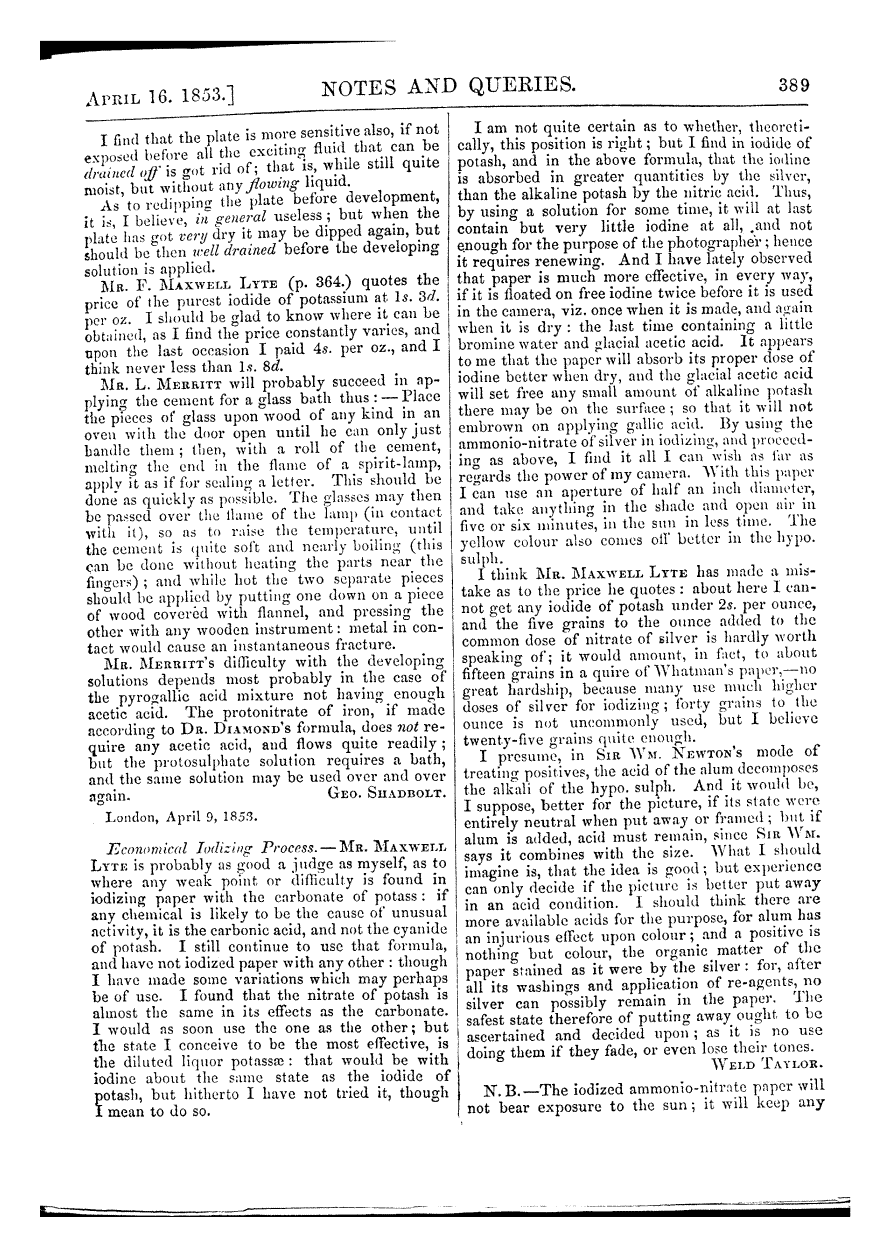 APRIL 16. 1853.]
NOTES AND QUERIES.
389
I find that the plate is more sensitive also, if not
exposed before all the exciting fluid that can be
drained off is got rid of; that is, while still quite
moist, but without any flowing liquid.
As to redipping the plate before development,
it is, I believe, in general useless; but when the
plate has got very dry it may be dipped again, but
should be then well drained before the developing
solution is applied.
MR. F. MAXWELL LYTE (p. 364.) quotes the
price of the purest iodide of potassium at 1s. 3d.
per oz. I should be glad to know where it can be
obtained, as I find the price constantly varies, and
upon the last occasion I paid 4s. per oz., and I
think never less than 1s. 8d.
MR. L. MERRITT will probably succeed in ap-
plying the cement for a glass bath thus: — Place
the pieces of glass upon wood of any kind in an
oven with the door open until he can only just
handle them; then, with a roll of the cement,
melting the end in the flame of a spirit-lamp,
apply it as if for sealing a letter. This should be
done as quickly as possible. The glasses may then
be passed over the flame of the lamp (in contact
with it), so as to raise the temperature, until
the cement is quite soft and nearly boiling (this
can be done without heating the parts near the
fingers); and while hot the two separate pieces
should be applied by putting one down on a piece
of wood covered with flannel, and pressing the
other with any wooden instrument: metal in con-
tact would cause an instantaneous fracture.
MR. MERRITT'S difficulty with the developing
solutions depends most probably in the case of
the pyrogallic acid mixture not having enough
acetic acid. The protonitrate of iron, if made
according to DR. DIAMOND'S formula, does not re-
quire any acetic acid, and flows quite readily;
but the protosulphate solution requires a bath,
and the same solution may be used over and over
again. GEO. SHADBOLT.
London, April 9, 1853.
Economical Iodizing Process. — MR. MAXWELL
LYTE is probably as good a judge as myself, as to
where any weak point or difficulty is found in
iodizing paper with the carbonate of potass: if
any chemical is likely to be the cause of unusual
activity, it is the carbonic acid, and not the cyanide
of potash. I still continue to use that formula,
and have not iodized paper with any other: though
I have made some variations which may perhaps
be of use. I found that the nitrate of potash is
almost the same in its effects as the carbonate.
I would as soon use the one as the other; but
the state I conceive to be the most effective, is
the diluted liquor potassæ: that would be with
iodine about the same state as the iodide of
potash, but hitherto I have not tried it, though
I mean to do so.
I am not quite certain as to whether, theoreti-
cally, this position is right; but I find in iodide of
potash, and in the above formula, that the iodine
is absorbed in greater quantities by the silver,
than the alkaline potash by the nitric acid. Thus,
by using a solution for some time, it will at last
contain but very little iodine at all, and not
enough for the purpose of the photographer; hence
it requires renewing. And I have lately observed
that paper is much more effective, in every way,
if it is floated on free iodine twice before it is used
in the camera, viz. once when it is made, and again
when it is dry: the last time containing a little
bromine water and glacial acetic acid. It appears
to me that the paper will absorb its proper dose of
iodine better when dry, and the glacial acetic acid
will set free any small amount of alkaline potash
there may be on the surface; so that it will not
embrown on applying gallic acid. By using the
ammonio-nitrate of silver in iodizing, and proceed-
ing as above, I find it all I can wish as far as
regards the power of my camera. With this paper
I can use an aperture of half an inch diameter,
and take anything in the shade and open air in
five or six minutes, in the sun in less time. The
yellow colour also comes off better in the hypo.
sulph.
I think MR. MAXWELL LYTE has made a mis-
take as to the price he quotes: about here I can-
not get any iodide of potash under 2s. per ounce,
and the five grains to the ounce added to the
common dose of nitrate of silver is hardly worth
speaking of; it would amount, in fact, to about
fifteen grains in a quire of Whatman's paper,—no
great hardship, because many use much higher
doses of silver for iodizing; forty grains to the
ounce is not uncommonly used, but I believe
twenty-five grains quite enough.
I presume, in SIR WM. NEWTON'S mode of
treating positives, the acid of the alum decomposes
the alkali of the hypo. sulph. And it would be,
I suppose, better for the picture, if its state were
entirely neutral when put away or framed; but if
alum is added, acid must remain, since SIR WM.
says it combines with the size. What I should
imagine is, that the idea is good; but experience
can only decide if the picture is better put away
in an acid condition. I should think there are
more available acids for the purpose, for alum has
an injurious effect upon colour; and a positive is
nothing but colour, the organic matter of the
paper stained as it were by the silver: for, after
all its washings and application of re-agents, no
silver can possibly remain in the paper. The
safest state therefore of putting away ought to be
ascertained and decided upon; as it is no use
doing them if they fade, or even lose their tones.
WELD TAYLOR.
N. B.—The iodized ammonio-nitrate paper will
not bear exposure to the sun; it will keep any